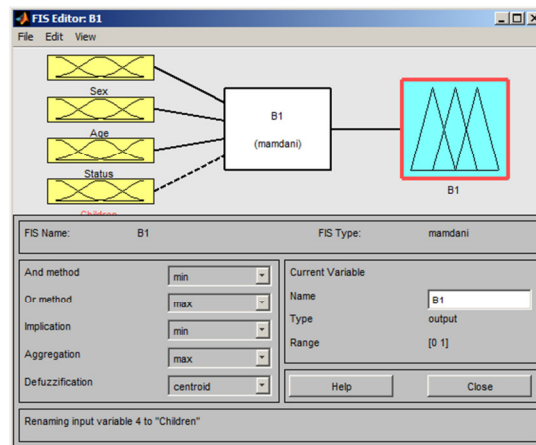 FIS Editor: B1
File Edit View
Sex
Age
Status
Children
B1
(mamdani)
B1
FIS Name: B1 FIS Type: mamdani
And method min
Or method max
Implication min
Aggregation max
Defuzzification centroid
Current Variable
Name B1
Type output
Range [0 1]
Help Close
Renaming input variable 4 to "Children"